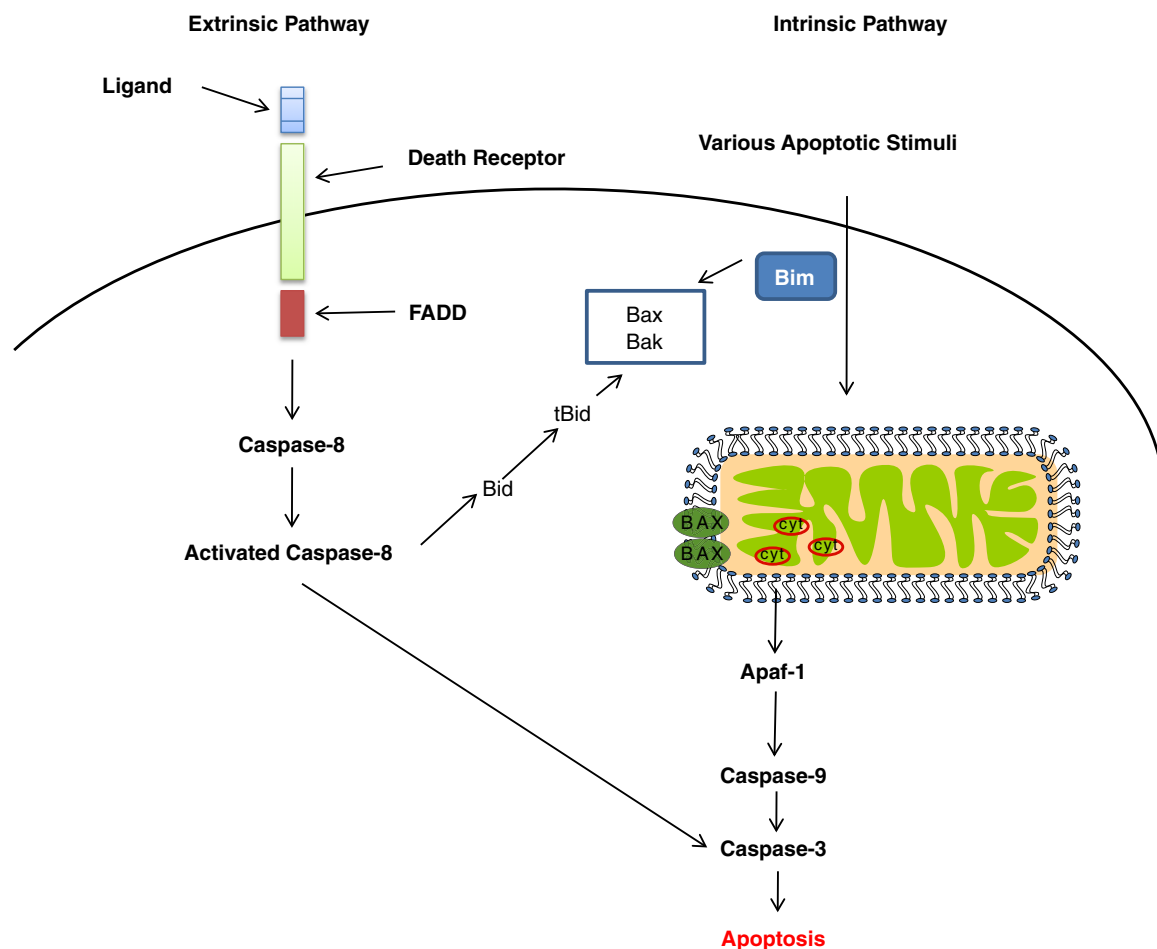 Extrinsic Pathway
Intrinsic Pathway
Ligand
Death Receptor
Various Apoptotic Stimuli
Bim
FADD
Bax
Bak
tBid
Caspase-8
Bid
Activated Caspase-8
BAX
BAX
cyt
cyt
cyt
Apaf-1
Caspase-9
Caspase-3
Apoptosis